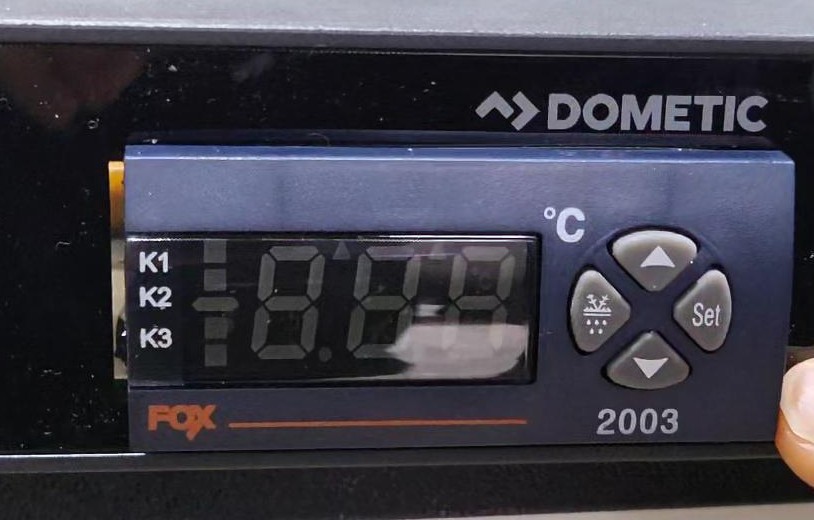 DOMETIC
°C
K1
K2
K3
Set
FOX
2003